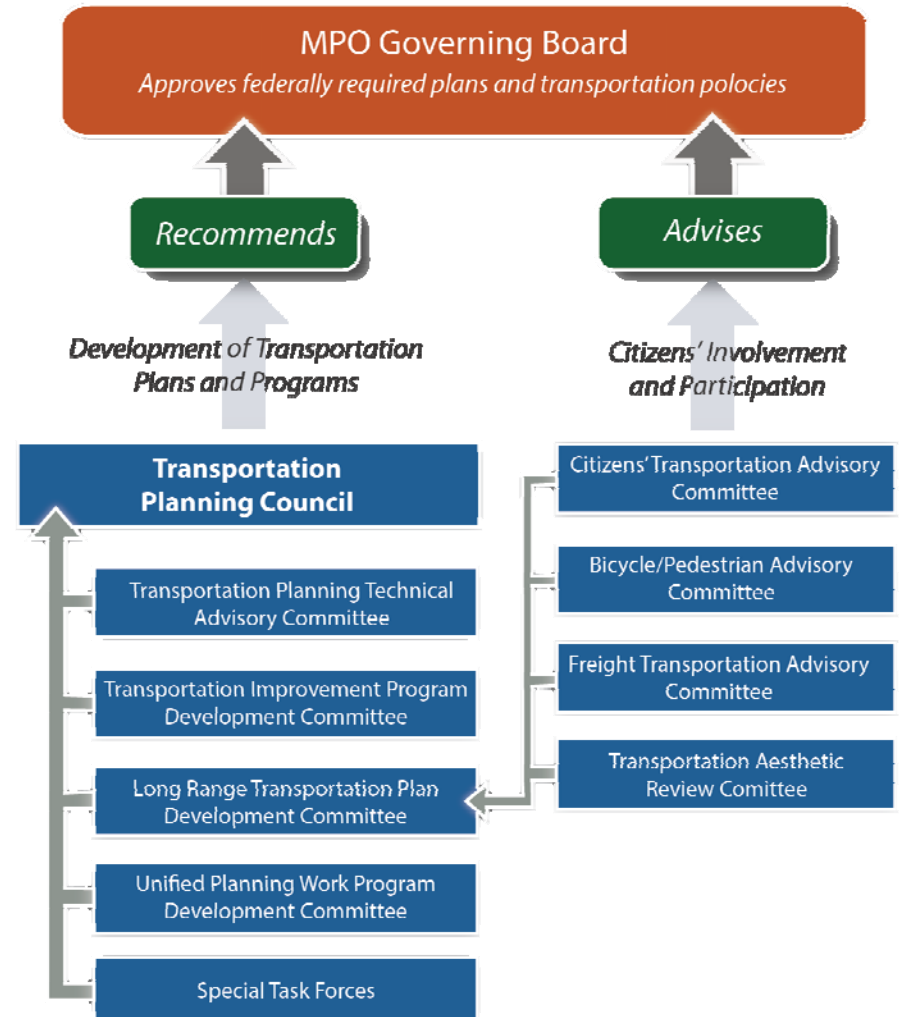 MPO Governing Board
Approves federally required plans and transportation polocies
Recommends
Advises
Development of Transportation
Plans and Programs
Citizens' Involvement
and Participation
Transportation
Planning Council
Transportation Planning Technical
Advisory Committee
Transportation Improvement Program
Development Committee
Long Range Transportation Plan
Development Committee
Unified Planning Work Program
Development Committee
Special Task Forces
Citizens' Transportation Advisory
Committee
Bicycle/Pedestrian Advisory
Committee
Freight Transportation Advisory
Committee
Transportation Aesthetic
Review Comittee